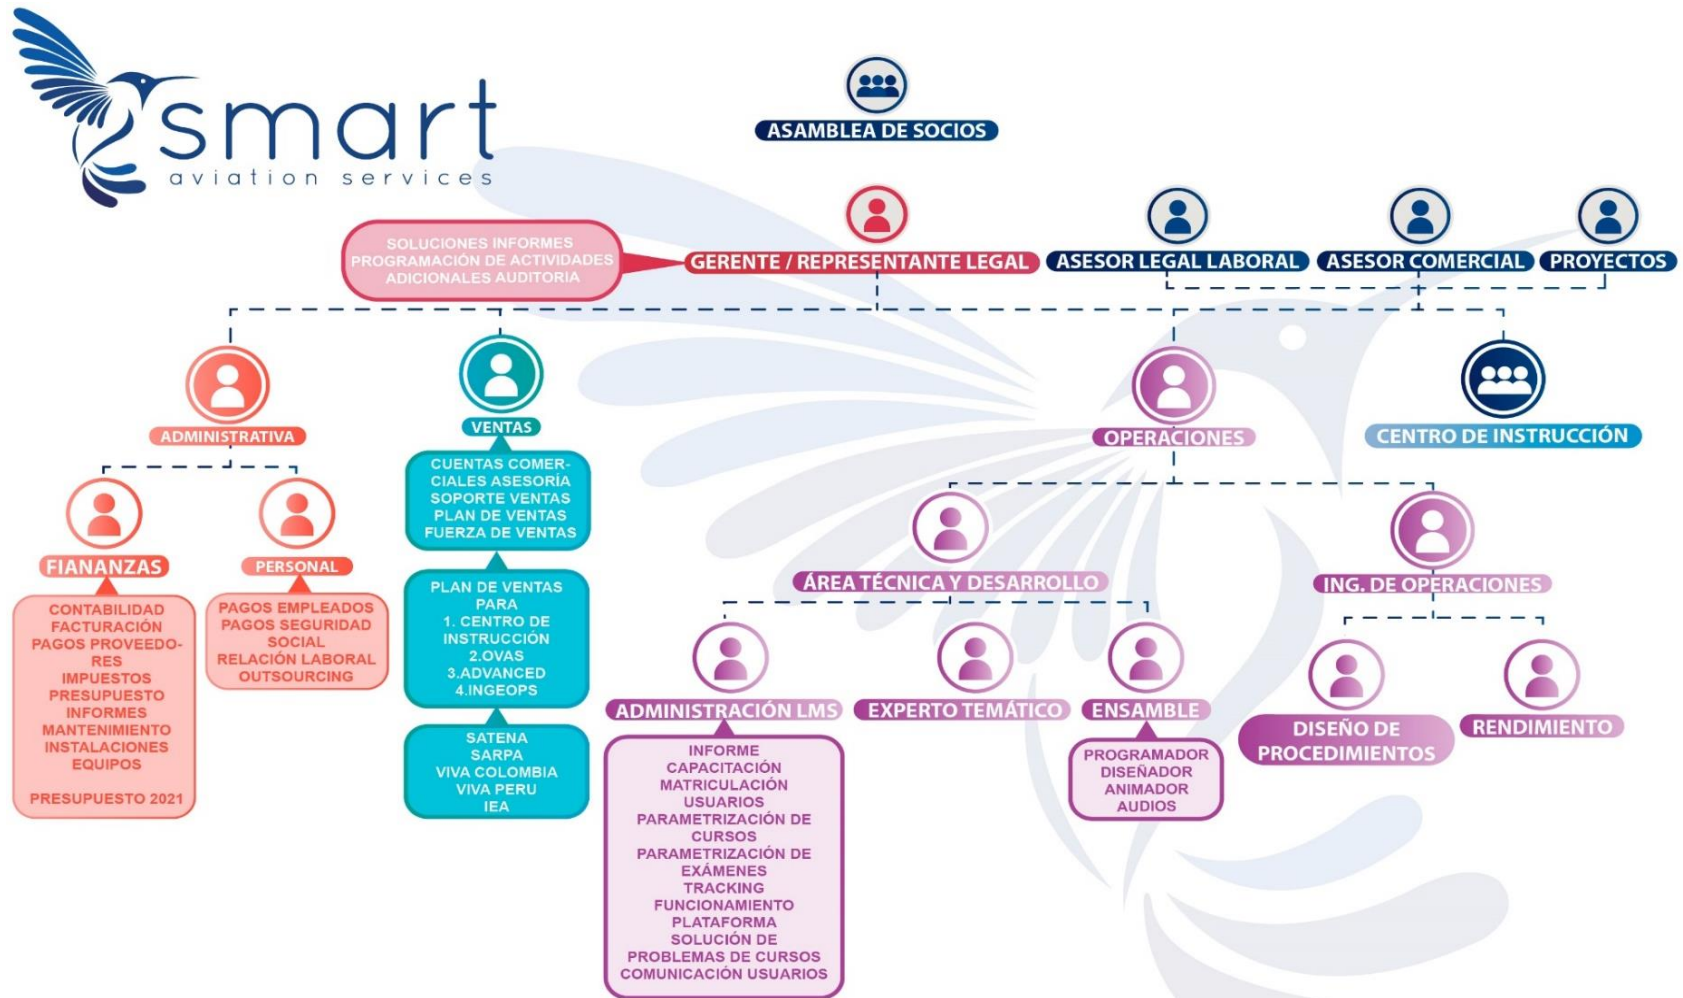 smart
aviation services
ASAMBLEA DE SOCIOS
SOLUCIONES INFORMES
PROGRAMACIÓN DE ACTIVIDADES
ADICIONALES AUDITORIA
GERENTE / REPRESENTANTE LEGAL
ASESOR LEGAL LABORAL
ASESOR COMERCIAL
PROYECTOS
ADMINISTRATIVA
VENTAS
OPERACIONES
CENTRO DE INSTRUCCIÓN
FIANANZAS
CONTABILIDAD
FACTURACIÓN
PAGOS PROVEEDO-
RES
IMPUESTOS
PRESUPUESTO
INFORMES
MANTENIMIENTO
INSTALACIONES
EQUIPOS
PRESUPUESTO 2021
PERSONAL
PAGOS EMPLEADOS
PAGOS SEGURIDAD
SOCIAL
RELACIÓN LABORAL
OUTSOURCING
CUENTAS COMER-
CIALES ASESORÍA
SOPORTE VENTAS
PLAN DE VENTAS
FUERZA DE VENTAS
PLAN DE VENTAS
PARA
1. CENTRO DE
INSTRUCCIÓN
2.OVAS
3.ADVANCED
4.INGEOPS
SATENA
SARPA
VIVA COLOMBIA
VIVA PERU
IEA
ÁREA TÉCNICA Y DESARROLLO
ING. DE OPERACIONES
ADMINISTRACIÓN LMS
INFORME
CAPACITACIÓN
MATRICULACIÓN
USUARIOS
PARAMETRIZACIÓN DE
CURSOS
PARAMETRIZACIÓN DE
EXÁMENES
TRACKING
FUNCIONAMIENTO
PLATAFORMA
SOLUCIÓN DE
PROBLEMAS DE CURSOS
COMUNICACIÓN USUARIOS
EXPERTO TEMÁTICO
ENSAMBLE
PROGRAMADOR
DISEÑADOR
ANIMADOR
AUDIOS
DISEÑO DE
PROCEDIMIENTOS
RENDIMIENTO